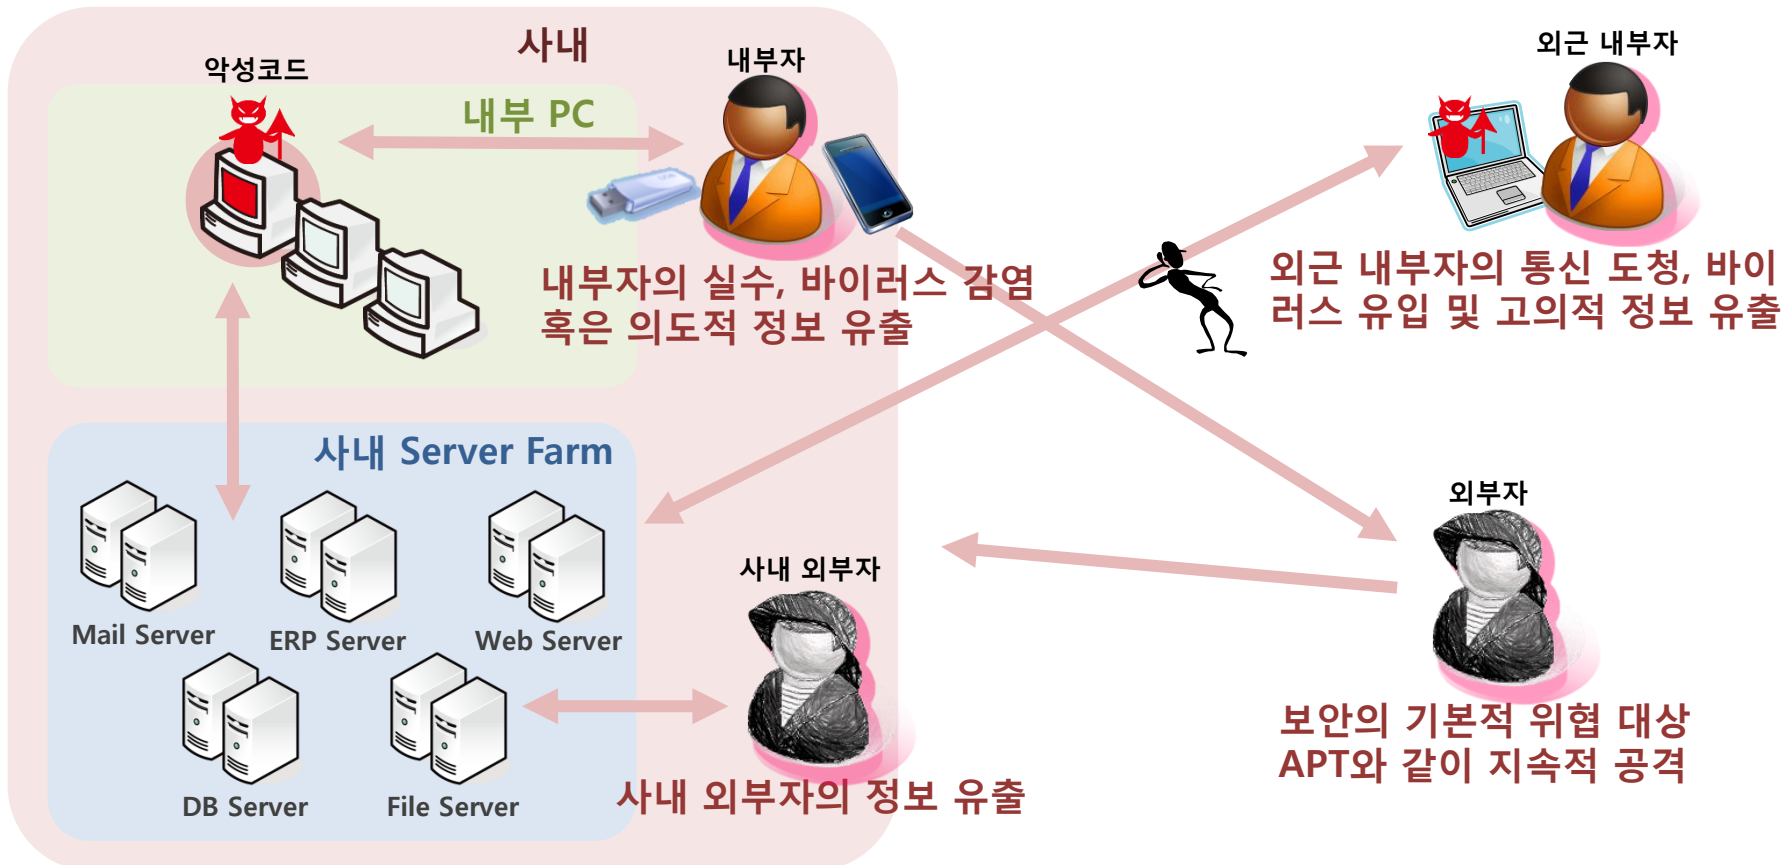 사내
악성코드
내부 PC
내부자
내부자의 실수, 바이러스 감염
혹은 의도적 정보 유출
외근 내부자
외근 내부자의 통신 도청, 바이
러스 유입 및 고의적 정보 유출
사내 Server Farm
Mail Server
ERP Server
Web Server
DB Server
File Server
사내 외부자
사내 외부자의 정보 유출
외부자
보안의 기본적 위협 대상
APT와 같이 지속적 공격